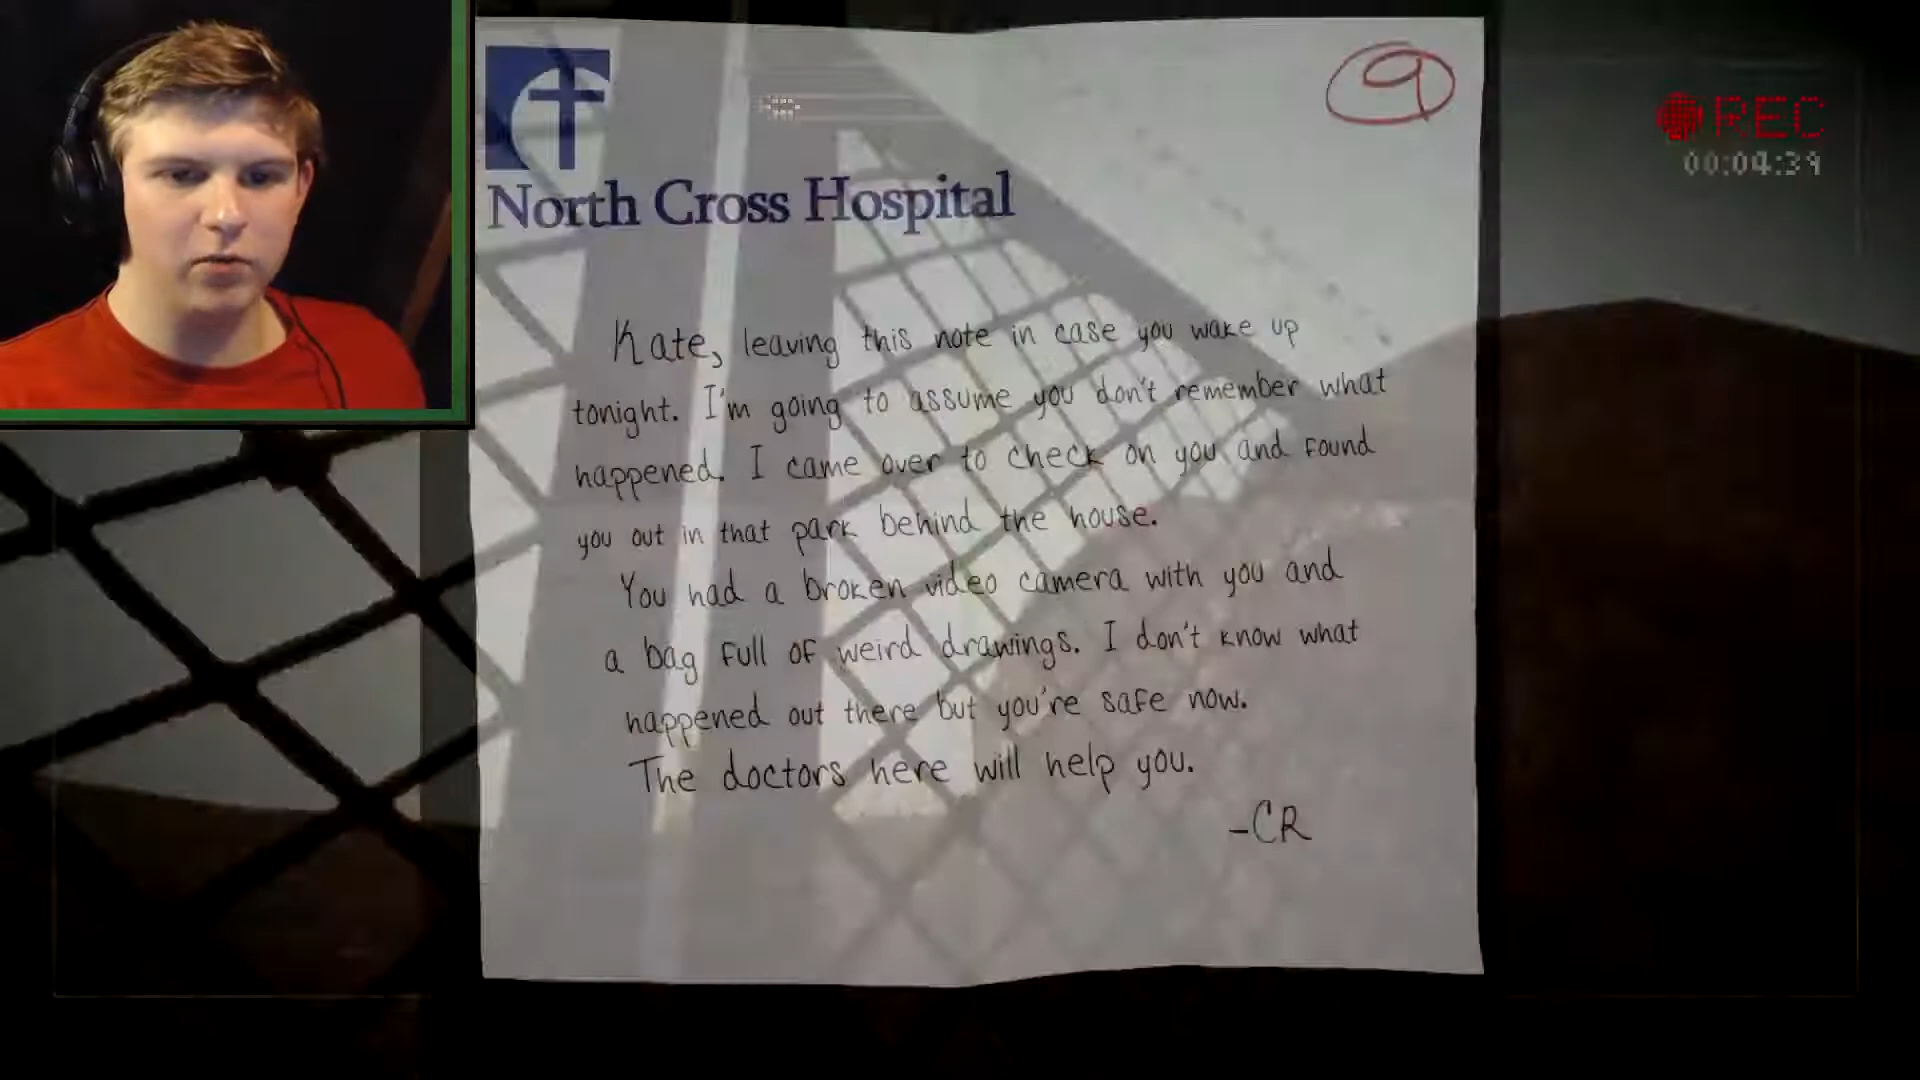 9
REC
00:04:39
North Cross Hospital
Kate, leaving this note in case you wake up
tonight. I'm going to assume you don't remember what
happened. I came over to check on you and found
you out in that park behind the house.
You had a broken video camera with you and
a bag full of weird drawings. I don't know what
happened out there but you're safe now.
The doctors here will help you.
-CR